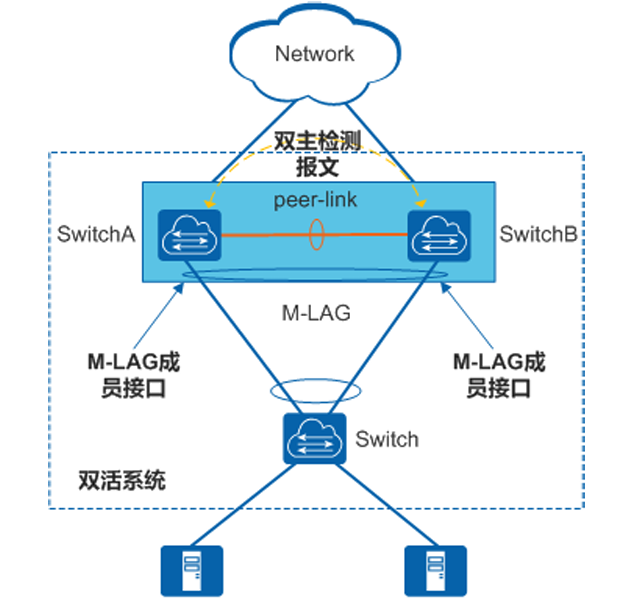 Network
双主检测
报文
peer-link
SwitchA
SwitchB
M-LAG
M-LAG成
员接口
M-LAG成
员接口
Switch
双活系统